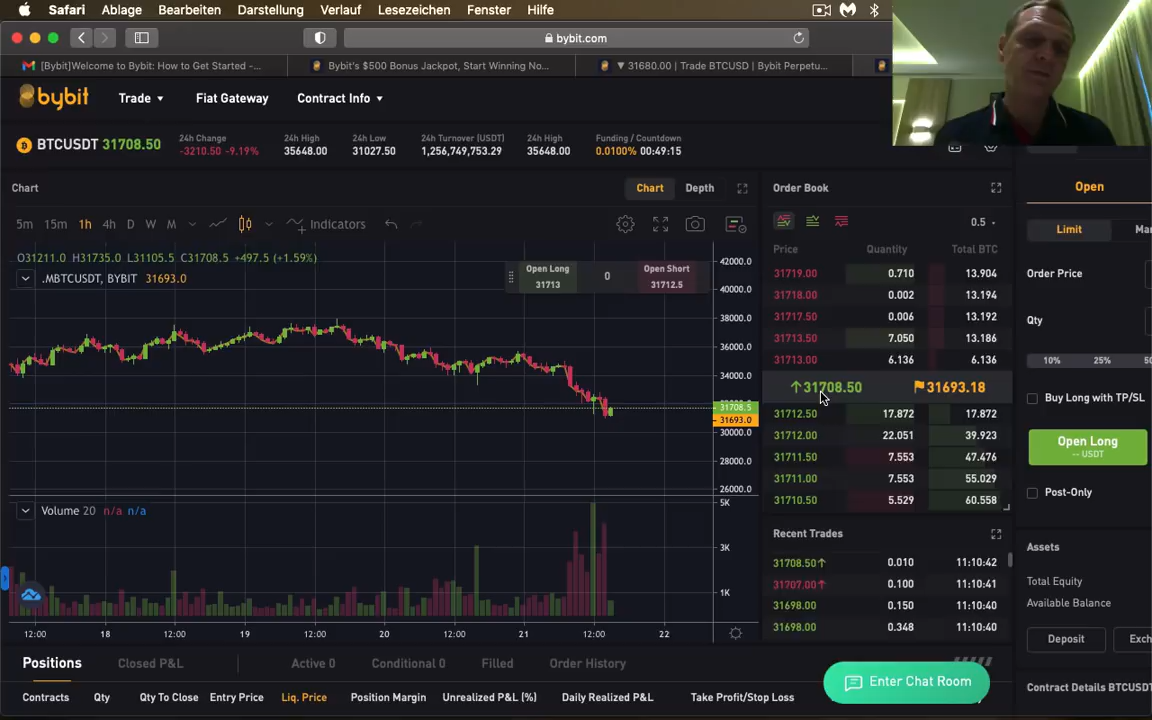 Safari Ablage Bearbeiten Darstellung Verlauf Lesezeichen Fenster Hilfe
bybit.com
[Bybit]Welcome to Bybit: How to Get Started -...
Bybit's $500 Bonus Jackpot, Start Winning No...
▼ 31680.00 | Trade BTCUSD | Bybit Perpetu...
bybit
Trade Fiat Gateway Contract Info
BTCUSDT 31708.50
24h Change 24h High 24h Low 24h Turnover (USDT) 24h High Funding / Countdown
-3210.50 -9.19% 35648.00 31027.50 1,256,749,753.29 35648.00 0.0100% 00:49:15
Chart
Chart Depth
5m 15m 1h 4h D W M Indicators
O31211.0 H31735.0 L31105.5 C31708.5 +497.5 (+1.59%)
.MBTCUSDT, BYBIT 31693.0
Open Long 0 Open Short
31713 31712.5
42000.0
40000.0
38000.0
36000.0
34000.0
31708.5
31693.0
30000.0
28000.0
26000.0
Volume 20 n/a n/a
5K
3K
1K
12:00 18 12:00 19 12:00 20 12:00 21 12:00 22
Order Book
0.5
Price Quantity Total BTC
31719.00 0.710 13.904
31718.00 0.002 13.194
31717.50 0.006 13.192
31713.50 7.050 13.186
31713.00 6.136 6.136
↑31708.50 31693.18
31712.50 17.872 17.872
31712.00 22.051 39.923
31711.50 7.553 47.476
31711.00 7.553 55.029
31710.50 5.529 60.558
Recent Trades
31708.50↑ 0.010 11:10:42
31707.00↑ 0.100 11:10:41
31698.00 0.150 11:10:40
31698.00 0.348 11:10:40
Open
Limit
Order Price
Qty
10% 25%
Buy Long with TP/SL
Open Long
-- USDT
Post-Only
Assets
Total Equity
Available Balance
Deposit
Contract Details BTCUSDT
Positions Closed P&L Active 0 Conditional 0 Filled Order History
Contracts Qty Qty To Close Entry Price Liq. Price Position Margin Unrealized P&L (%) Daily Realized P&L Take Profit/Stop Loss
Enter Chat Room